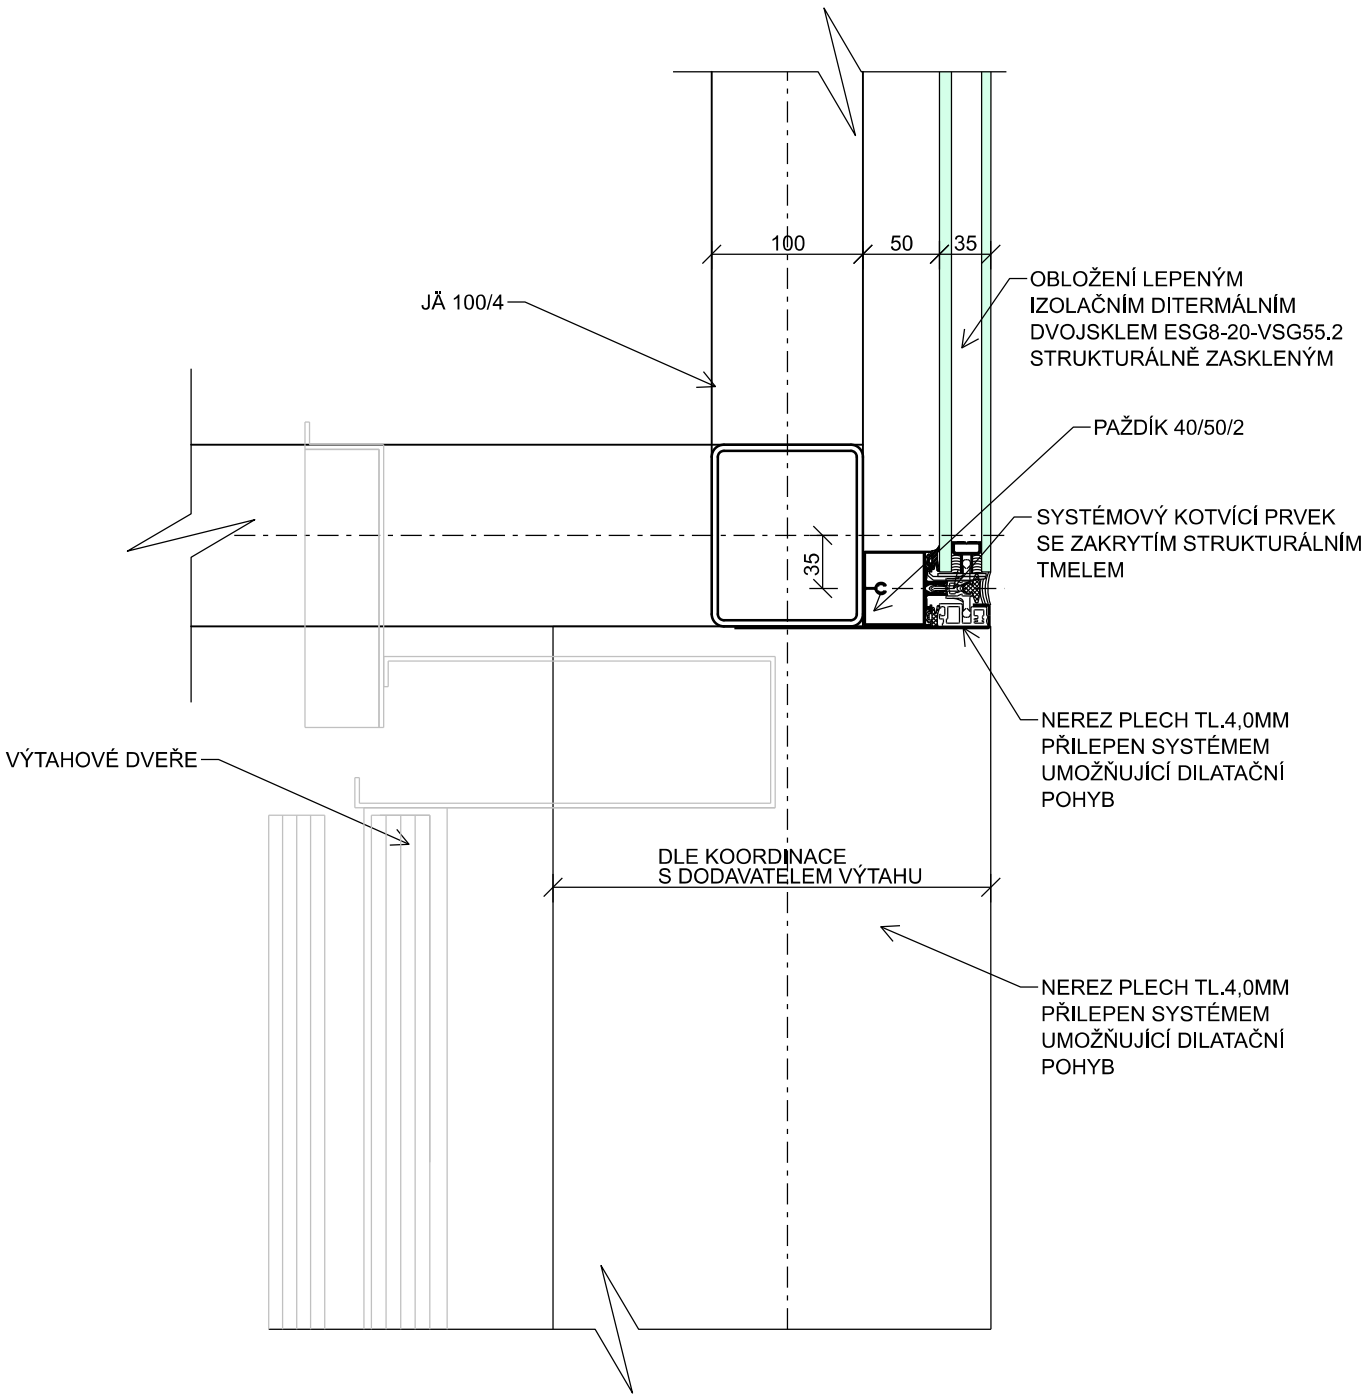 100
50
35
JÄ 100/4
OBLOŽENÍ LEPENÝM
IZOLAČNÍM DITERMÁLNÍM
DVOJSKLEM ESG8-20-VSG55.2
STRUKTURÁLNĚ ZASKLENÝM
PAŽDÍK 40/50/2
SYSTÉMOVÝ KOTVÍCÍ PRVEK
SE ZAKRYTÍM STRUKTURÁLNÍM
TMELEM
35
NEREZ PLECH TL.4,0MM
PŘILEPEN SYSTÉMEM
UMOŽŇUJÍCÍ DILATAČNÍ
POHYB
VÝTAHOVÉ DVEŘE
DLE KOORDINACE
S DODAVATELEM VÝTAHU
NEREZ PLECH TL.4,0MM
PŘILEPEN SYSTÉMEM
UMOŽŇUJÍCÍ DILATAČNÍ
POHYB